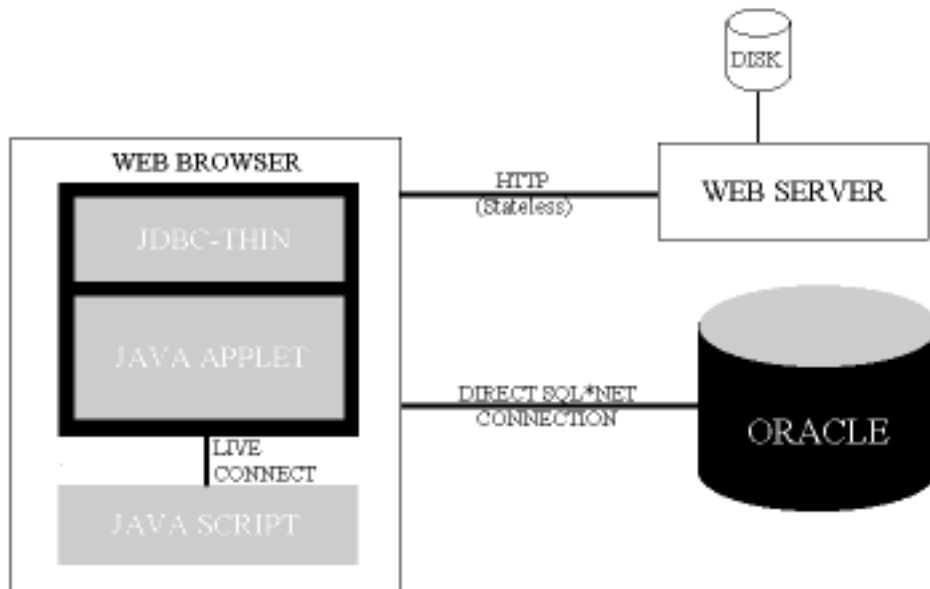 DISK
WEB BROWSER
HTTP
(Stateless)
WEB SERVER
JDBC-THIN
JAVA APPLET
DIRECT SQL*NET
CONNECTION
ORACLE
LIVE
CONNECT
JAVA SCRIPT